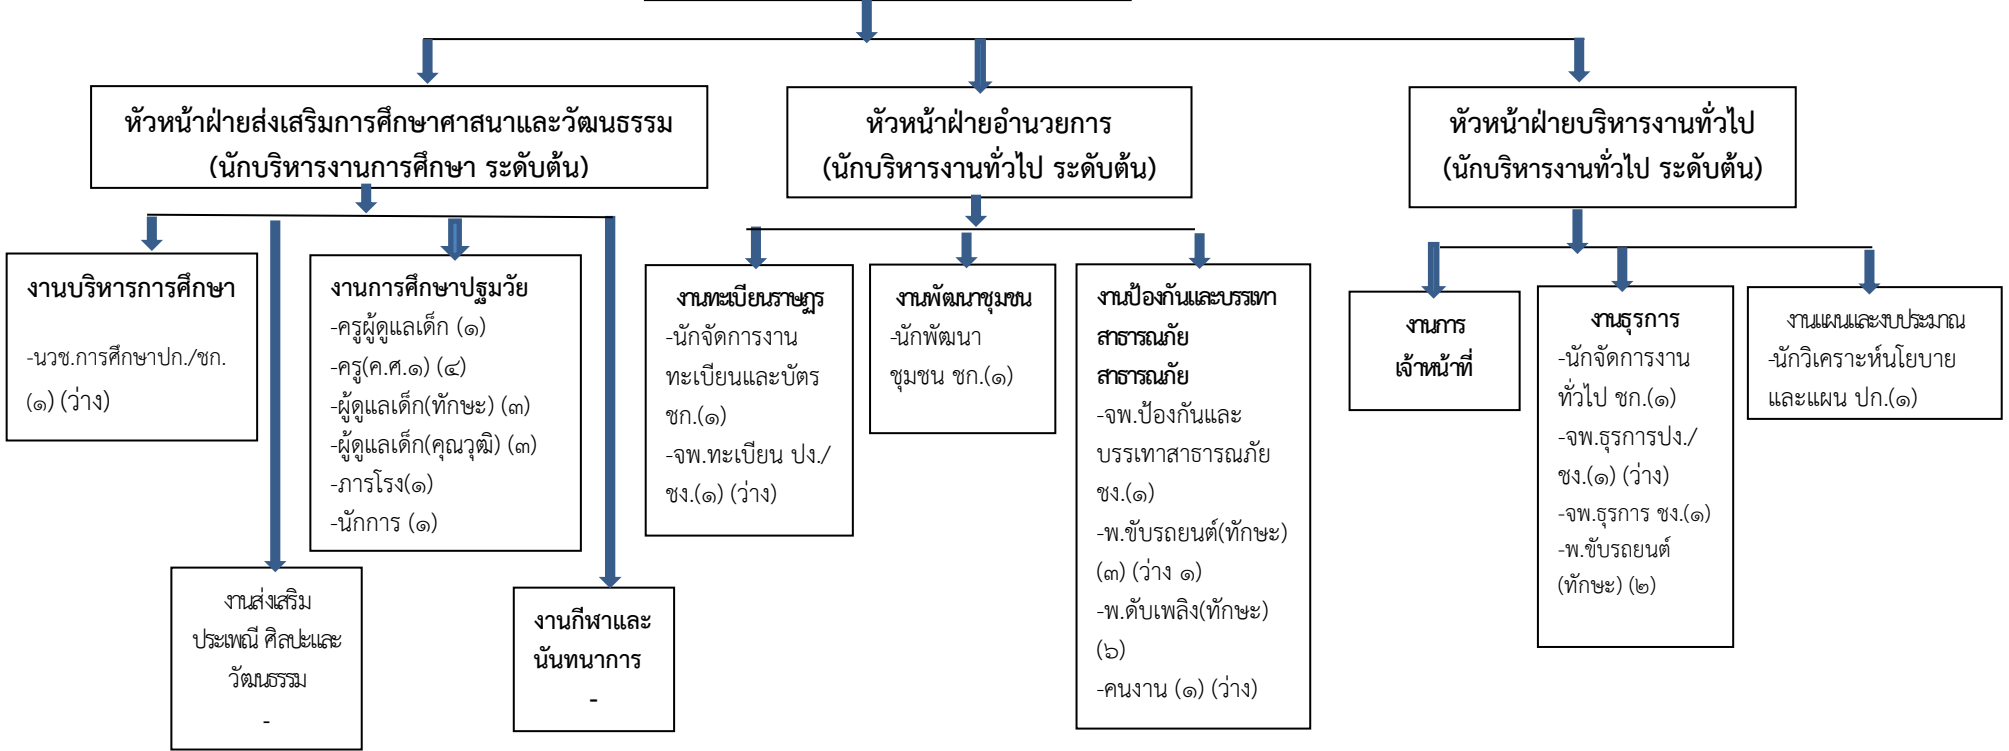 หัวหน้าฝ่ายส่งเสริมการศึกษาศาสนาและวัฒนธรรม
(นักบริหารงานการศึกษา ระดับต้น)
หัวหน้าฝ่ายอำนวยการ
(นักบริหารงานทั่วไป ระดับต้น)
หัวหน้าฝ่ายบริหารงานทั่วไป
(นักบริหารงานทั่วไป ระดับต้น)
งานบริหารการศึกษา
-นวช.การศึกษาปก./ชก.
(๑) (ว่าง)
งานการศึกษาปฐมวัย
-ครูผู้ดูแลเด็ก (๑)
-ครู(ค.ศ.๑) (๔)
-ผู้ดูแลเด็ก(ทักษะ) (๓)
-ผู้ดูแลเด็ก(คุณวุฒิ) (๓)
-ภารโรง(๑)
-นักการ (๑)
งานส่งเสริม
ประเพณี ศิลปะและ
วัฒนธรรม
-
งานกีฬาและ
นันทนาการ
-
งานทะเบียนราษฎร
-นักจัดการงาน
ทะเบียนและบัตร
ชก.(๑)
-จพ.ทะเบียน ปง./
ชง.(๑) (ว่าง)
งานพัฒนาชุมชน
-นักพัฒนา
ชุมชน ชก.(๑)
งานป้องกันและบรรเทา
สาธารณภัย
สาธารณภัย
-จพ.ป้องกันและ
บรรเทาสาธารณภัย
ชง.(๑)
-พ.ขับรถยนต์(ทักษะ)
(๓) (ว่าง ๑)
-พ.ดับเพลิง(ทักษะ)
(๖)
-คนงาน (๑) (ว่าง)
งานการ
เจ้าหน้าที่
งานธุรการ
-นักจัดการงาน
ทั่วไป ชก.(๑)
-จพ.ธุรการปง./
ชง.(๑) (ว่าง)
-จพ.ธุรการ ชง.(๑)
-พ.ขับรถยนต์
(ทักษะ) (๒)
งานแผนและงบประมาณ
-นักวิเคราะห์นโยบาย
และแผน ปก.(๑)